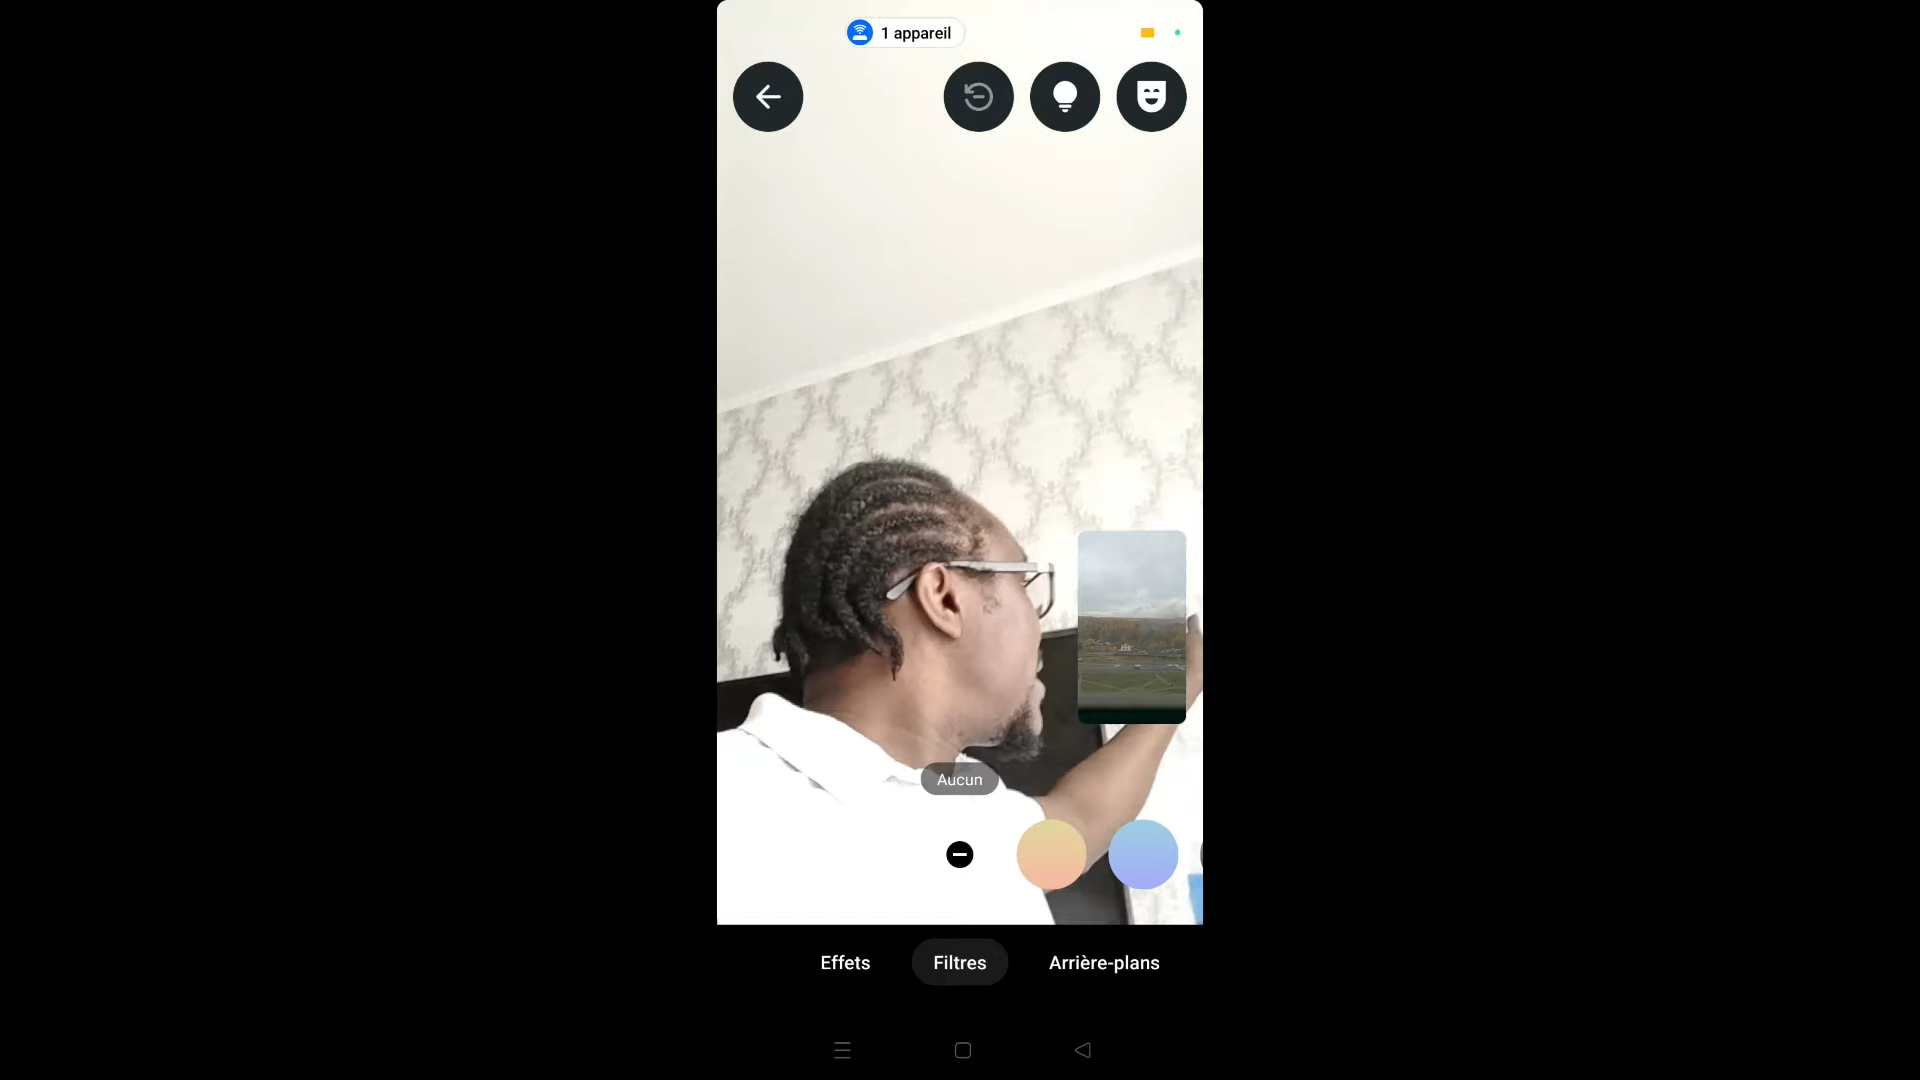 1 appareil
Aucun
Effets
Filtres
Arrière-plans